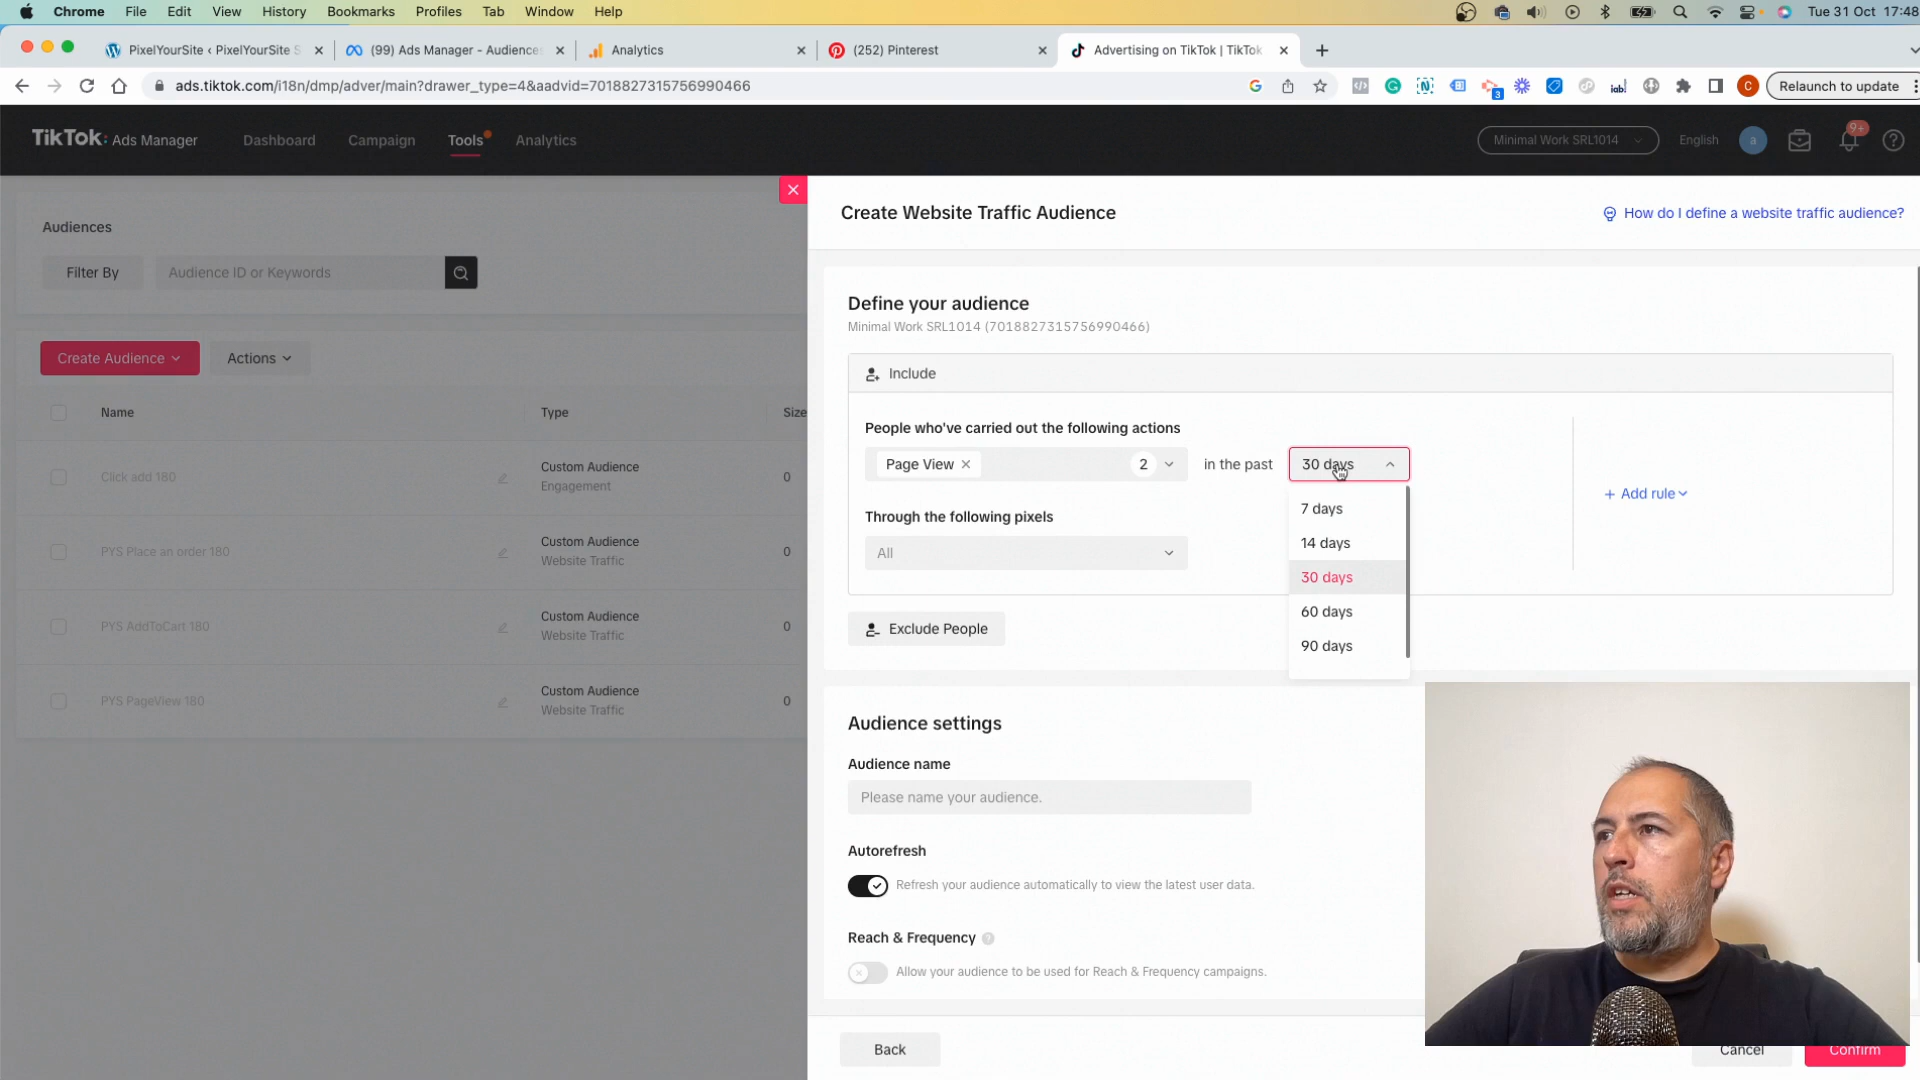 Chrome File Edit View History Bookmarks Profiles Tab Window Help Tue 31 Oct 17:48
PixelYourSite ‹ PixelYourSite S (99) Ads Manager - Audiences Analytics (252) Pinterest Advertising on TikTok | TikTok
ads.tiktok.com/i18n/dmp/adver/main?drawer_type=4&aadvid=7018827315756990466 3 iab! C Relaunch to update
TikTok: Ads Manager Dashboard Campaign Tools Analytics Minimal Work SRL1014 English a 9+
Create Website Traffic Audience How do I define a website traffic audience?
Audiences
Filter By Audience ID or Keywords
Define your audience
Minimal Work SRL1014 (7018827315756990466)
Create Audience Actions
Include
Name Type Size
People who've carried out the following actions
Page View 2 in the past 30 days
Click add 180 Custom Audience Engagement 0
+ Add rule
7 days
Through the following pixels
14 days
PYS Place an order 180 Custom Audience Website Traffic 0
All
30 days
60 days
PYS AddToCart 180 Custom Audience Website Traffic 0
Exclude People
90 days
PYS PageView 180 Custom Audience Website Traffic 0
Audience settings
Audience name
Please name your audience.
Autorefresh
Refresh your audience automatically to view the latest user data.
Reach & Frequency
Allow your audience to be used for Reach & Frequency campaigns.
Back Cancel Confirm